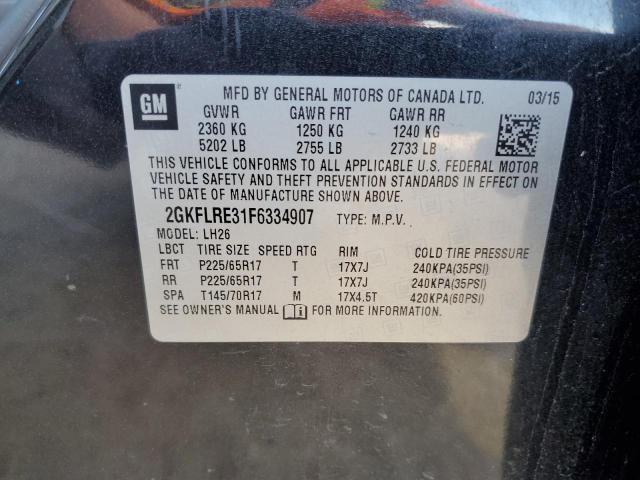 GM
MFD BY GENERAL MOTORS OF CANADA LTD. 03/15
GVWR GAWR FRT GAWR RR
2360 KG 1250 KG 1240 KG
5202 LB 2755 LB 2733 LB
THIS VEHICLE CONFORMS TO ALL APPLICABLE U.S. FEDERAL MOTOR
VEHICLE SAFETY AND THEFT PREVENTION STANDARDS IN EFFECT ON
THE DATE OF MANUFACTURE SHOWN ABOVE.
2GKFLRE31F6334907 TYPE: M.P.V.
MODEL: LH26
LBCT TIRE SIZE SPEED RTG RIM COLD TIRE PRESSURE
FRT P225/65R17 T 17X7J 240KPA(35PSI)
RR P225/65R17 T 17X7J 240KPA(35PSI)
SPA T145/70R17 M 17X4.5T 420KPA(60PSI)
SEE OWNER'S MANUAL FOR MORE INFORMATION.